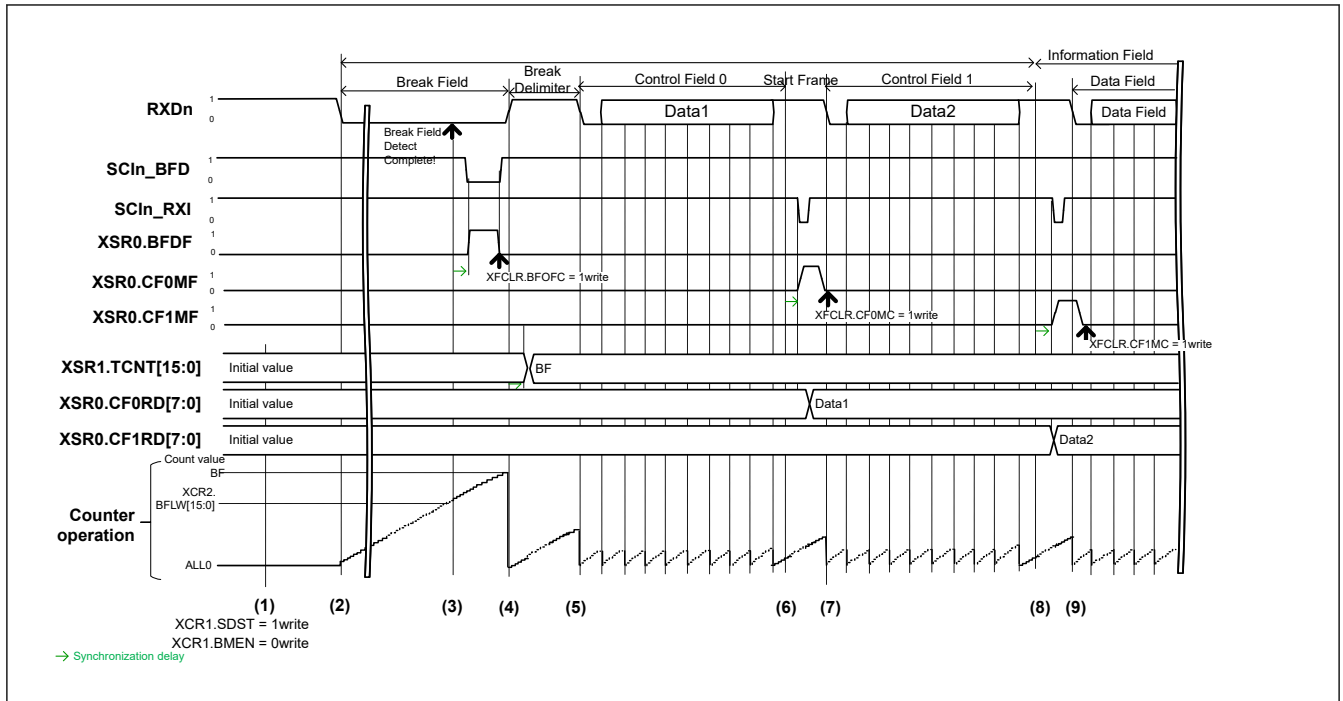 Information Field
Break Field
Break
Delimiter
Control Field 0
Start Frame
Control Field 1
Data Field
RXDn
1
0
Data1
Data2
Data Field
Break Field
Detect
Complete!
SCIn_BFD
1
0
SCIn_RXI
1
0
XSR0.BFDF
1
0
XFCLR.BFOFC = 1write
XSR0.CF0MF
1
0
XFCLR.CF0MC = 1write
XSR0.CF1MF
1
0
XFCLR.CF1MC = 1write
XSR1.TCNT[15:0]
Initial value
BF
XSR0.CF0RD[7:0]
Initial value
Data1
XSR0.CF1RD[7:0]
Initial value
Data2
Count value
BF
XCR2.
BFLW[15:0]
Counter
operation
ALL0
(1) (2) (3) (4) (5) (6) (7) (8) (9)
XCR1.SDST = 1write
XCR1.BMEN = 0write
Synchronization delay